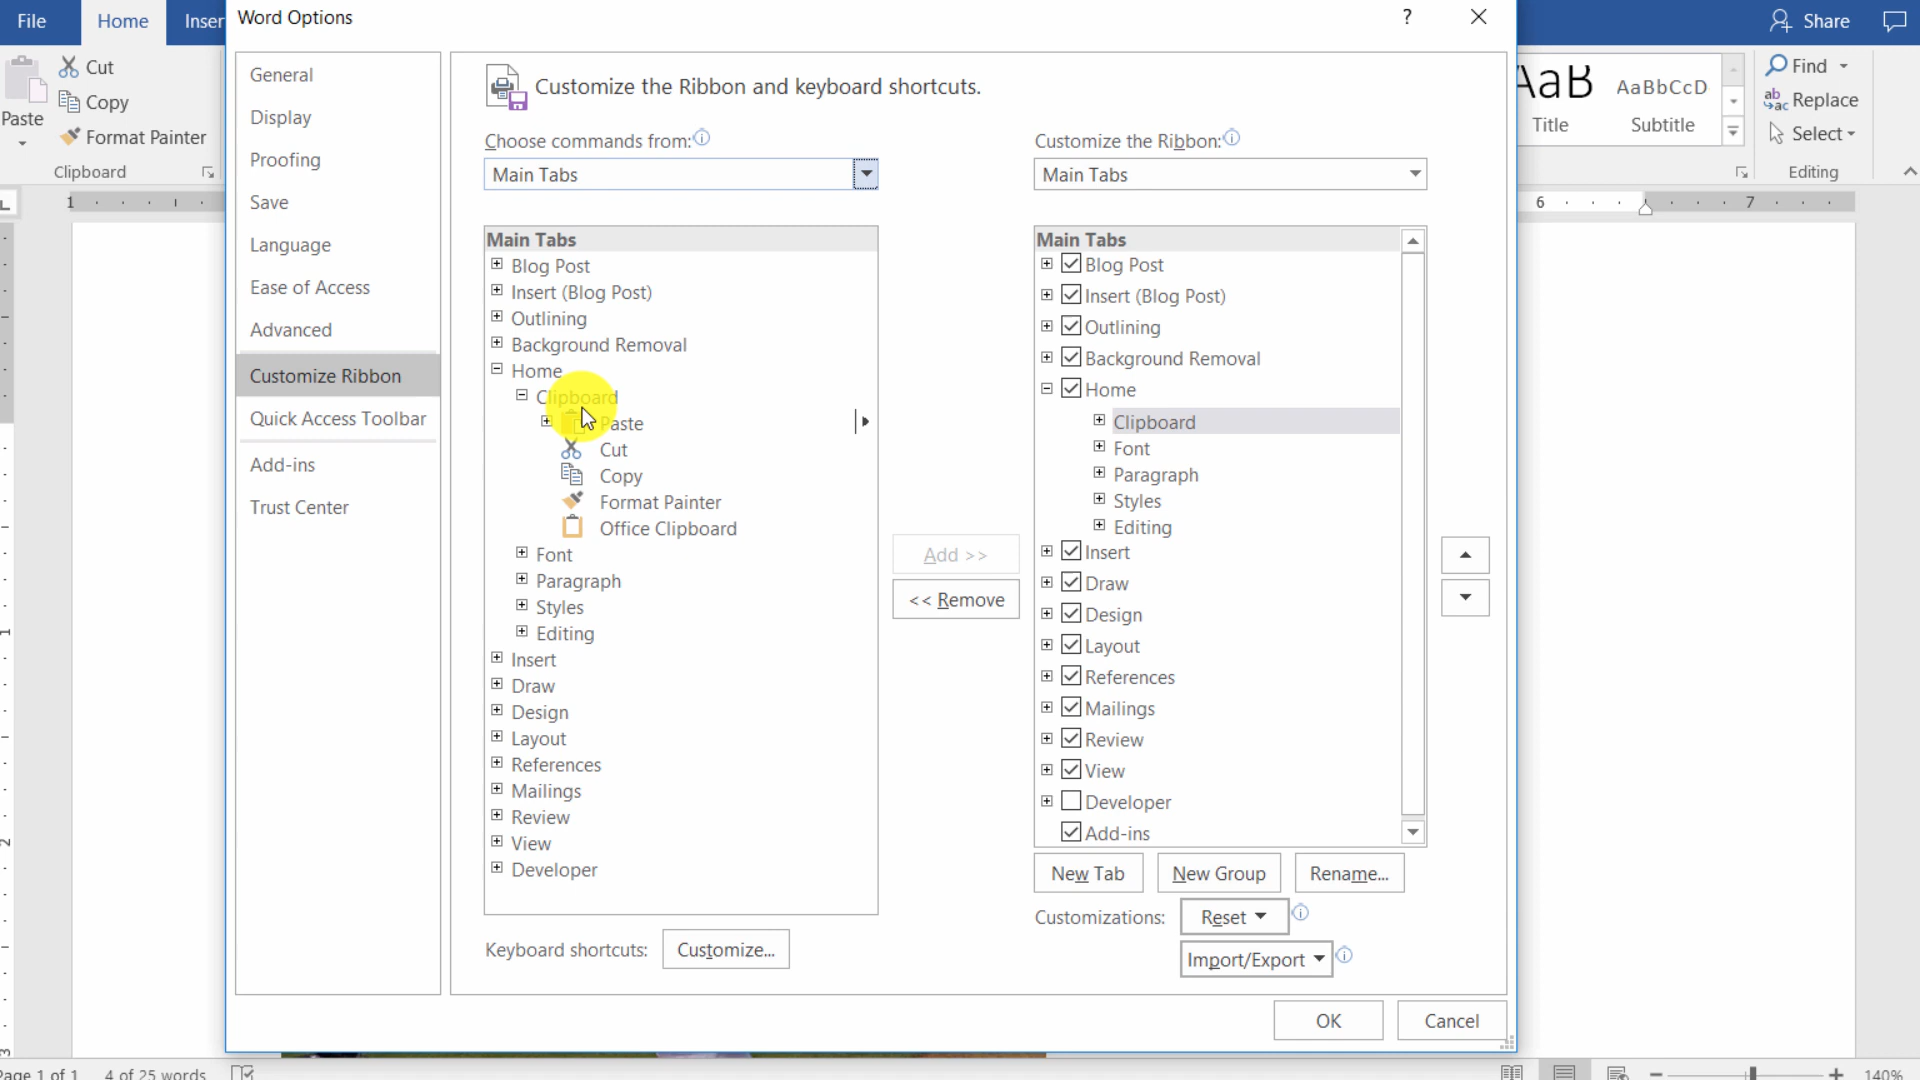 File
Home
Inser
Word Options
?
Share
Cut
Copy
Paste
Format Painter
Clipboard
AaB
AaBbCcD
Title
Subtitle
Find
Replace
Select
Editing
1
6
7
General
Display
Proofing
Save
Language
Ease of Access
Advanced
Customize Ribbon
Quick Access Toolbar
Add-ins
Trust Center
Customize the Ribbon and keyboard shortcuts.
Choose commands from:
Main Tabs
Main Tabs
Blog Post
Insert (Blog Post)
Outlining
Background Removal
Home
Clipboard
Paste
Cut
Copy
Format Painter
Office Clipboard
Font
Paragraph
Styles
Editing
Insert
Draw
Design
Layout
References
Mailings
Review
View
Developer
Keyboard shortcuts: Customize...
Add >>
<< Remove
Customize the Ribbon:
Main Tabs
Main Tabs
Blog Post
Insert (Blog Post)
Outlining
Background Removal
Home
Clipboard
Font
Paragraph
Styles
Editing
Insert
Draw
Design
Layout
References
Mailings
Review
View
Developer
Add-ins
New Tab
New Group
Rename...
Customizations: Reset
Import/Export
OK
Cancel
1
2
3
Page 1 of 1
4 of 25 words
140%